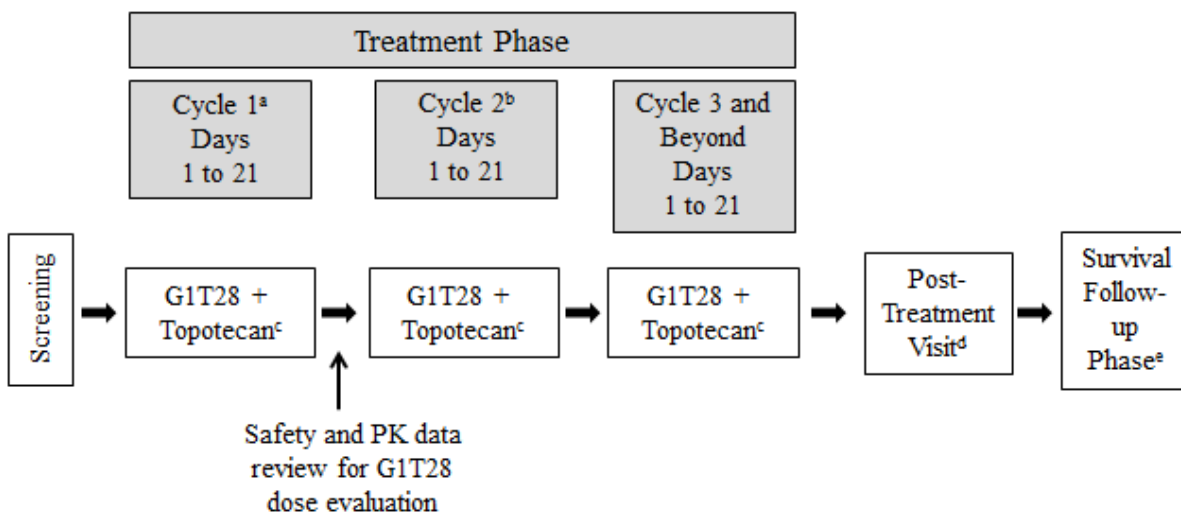 Treatment Phase
Cycle 1ᵃ
Days
1 to 21
Cycle 2ᵇ
Days
1 to 21
Cycle 3 and
Beyond
Days
1 to 21
Screening
G1T28 +
Topotecanᶜ
G1T28 +
Topotecanᶜ
G1T28 +
Topotecanᶜ
Post-
Treatment
Visitᵈ
Survival
Follow-
up
Phaseᵉ
Safety and PK data
review for G1T28
dose evaluation